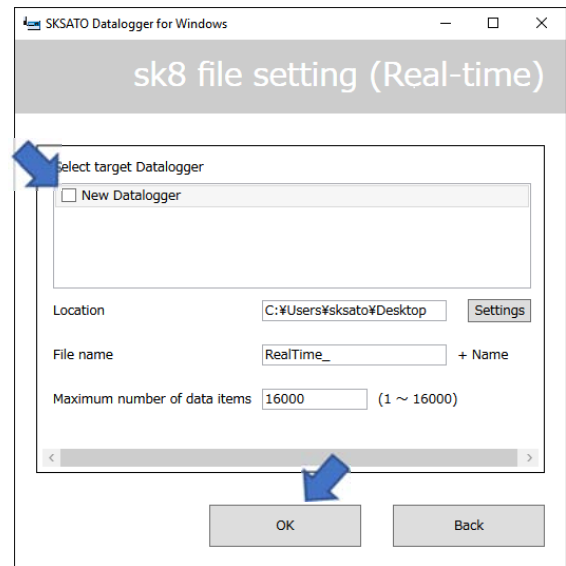 SKSATO Datalogger for Windows
sk8 file setting (Real-time)
Select target Datalogger
New Datalogger
Location C:¥Users¥sksato¥Desktop Settings
File name RealTime_ + Name
Maximum number of data items 16000 (1 ～ 16000)
OK Back